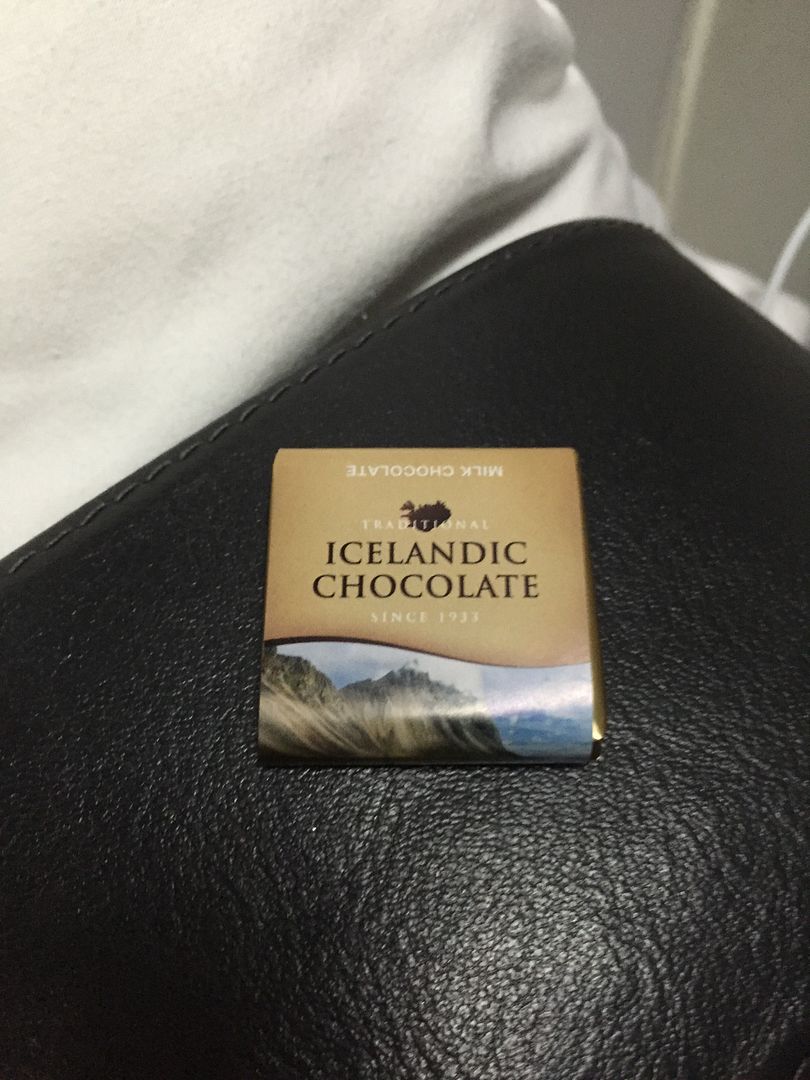 MILK CHOCOLATE
TRADITIONAL
ICELANDIC
CHOCOLATE
SINCE 1933